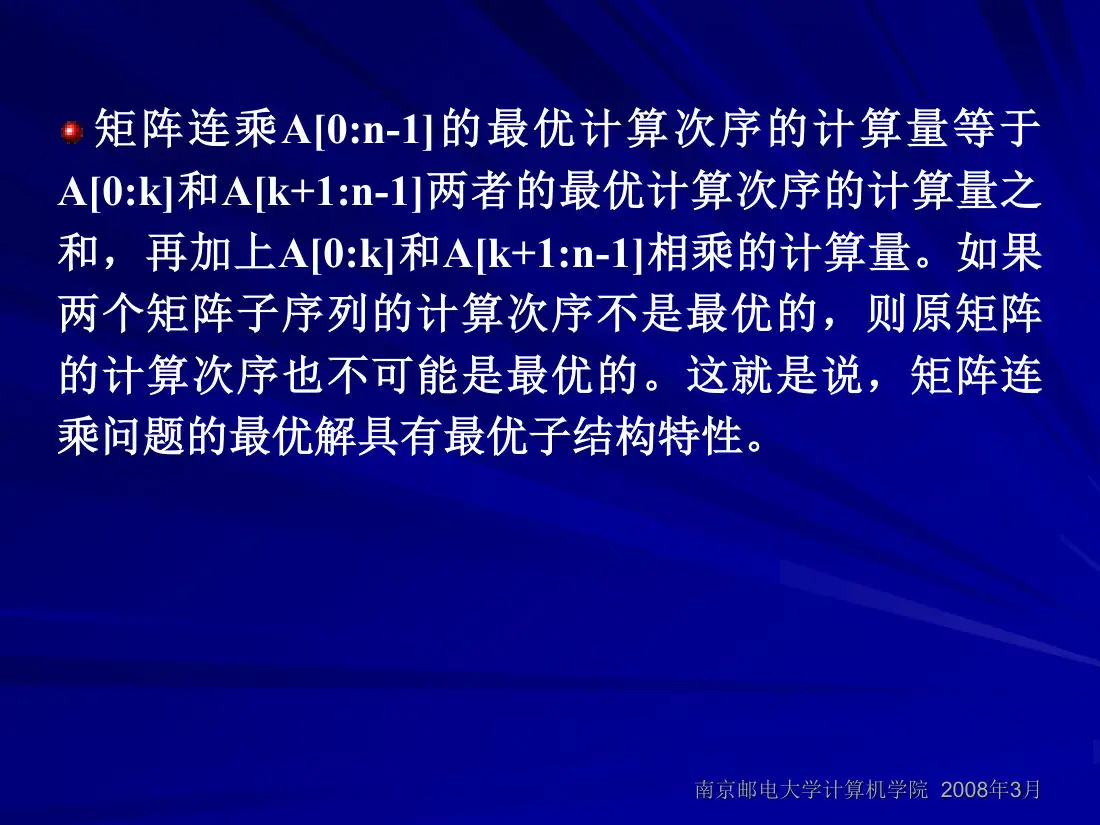 矩阵连乘A[0:n-1]的最优计算次序的计算量等于
A[0:k]和A[k+1:n-1]两者的最优计算次序的计算量之
和，再加上A[0:k]和A[k+1:n-1]相乘的计算量。如果
两个矩阵子序列的计算次序不是最优的，则原矩阵
的计算次序也不可能是最优的。这就是说，矩阵连
乘问题的最优解具有最优子结构特性。
南京邮电大学计算机学院 2008年3月